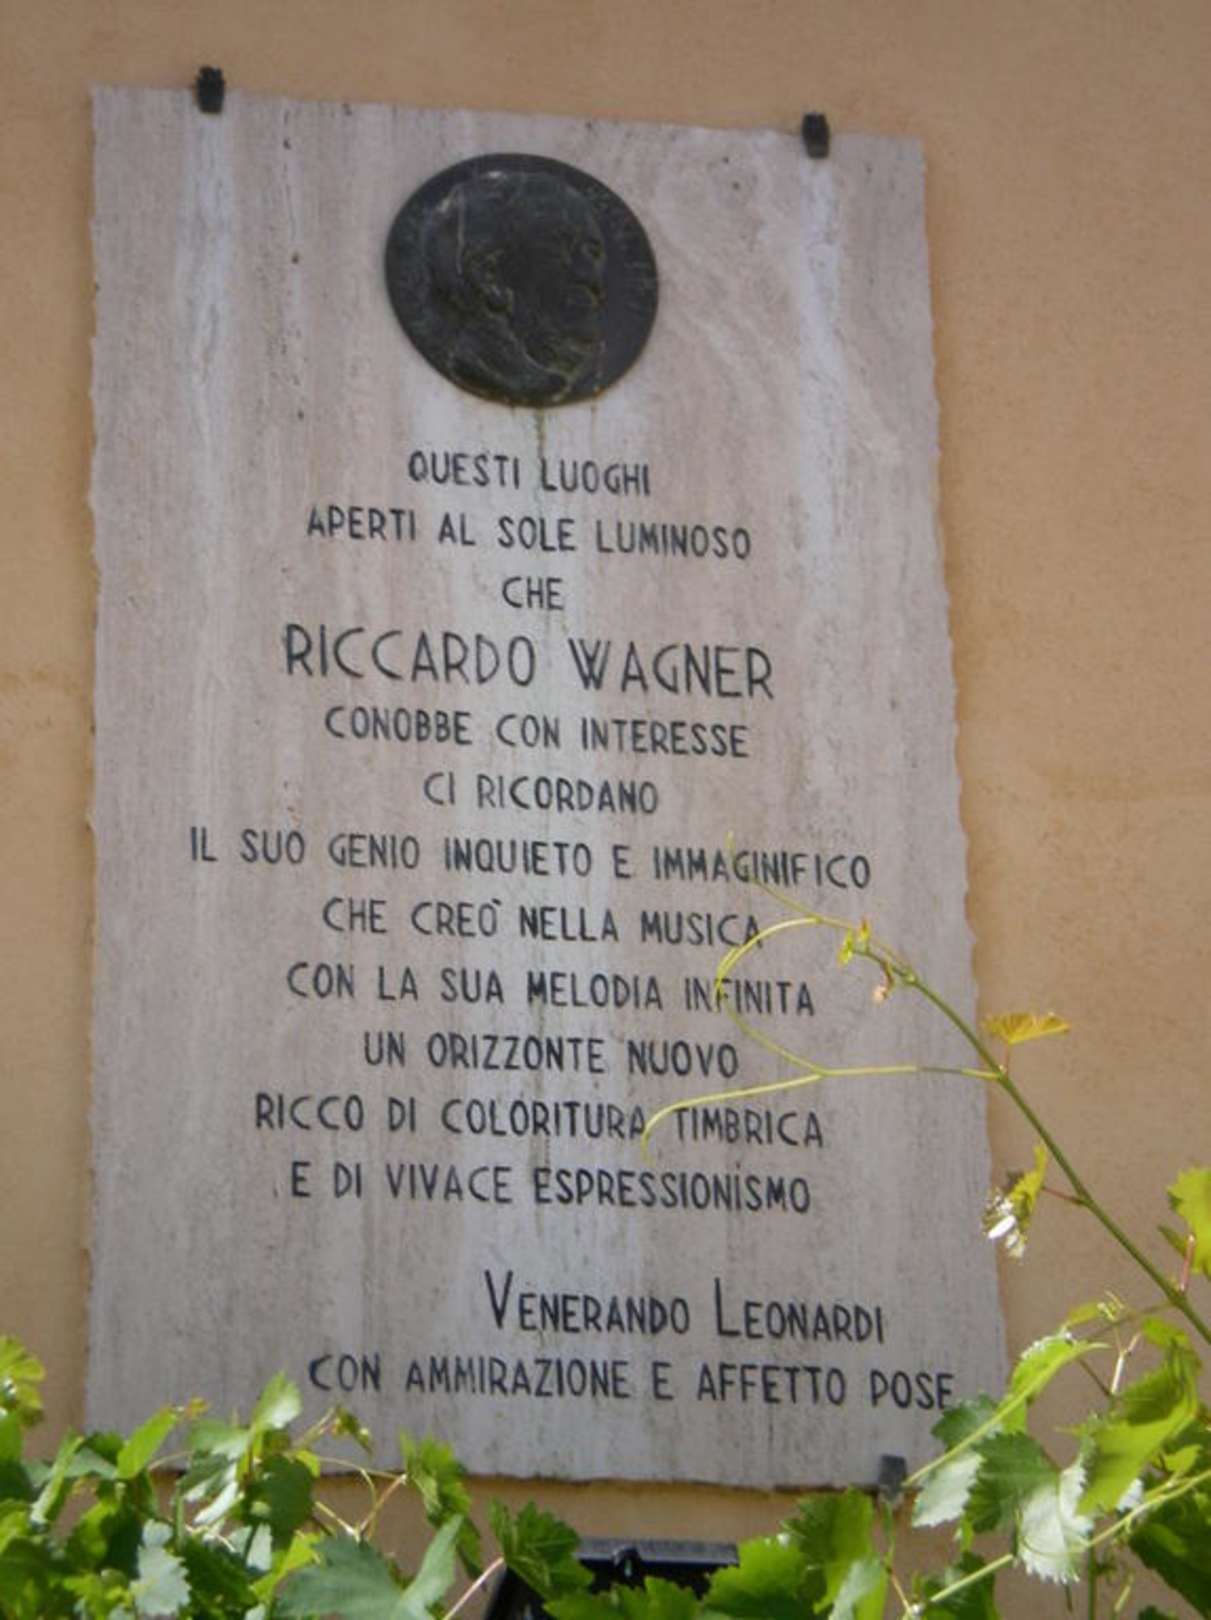 QUESTI LUOGHI
APERTI AL SOLE LUMINOSO
CHE
RICCARDO WAGNER
CONOBBE CON INTERESSE
CI RICORDANO
IL SUO GENIO INQUIETO E IMMAGINIFICO
CHE CREO' NELLA MUSICA
CON LA SUA MELODIA INFINITA
UN ORIZZONTE NUOVO
RICCO DI COLORITURA TIMBRICA
E DI VIVACE ESPRESSIONISMO
VENERANDO LEONARDI
CON AMMIRAZIONE E AFFETTO POSE